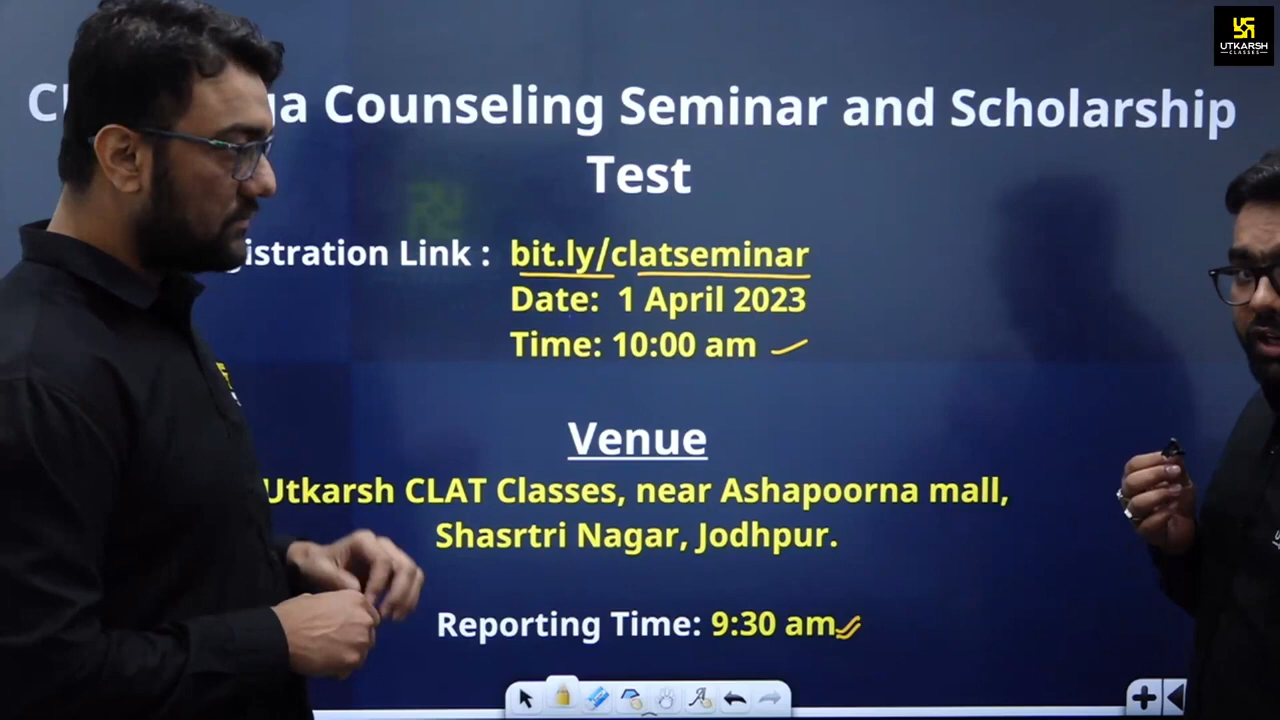 UTKARSH
CLASSES
Counseling Seminar and Scholarship
Test
Link : bit.ly/clatseminar
Date: 1 April 2023
Time: 10:00 am
Venue
Utkarsh CLAT Classes, near Ashapoorna mall,
Shasrtri Nagar, Jodhpur.
Reporting Time: 9:30 am